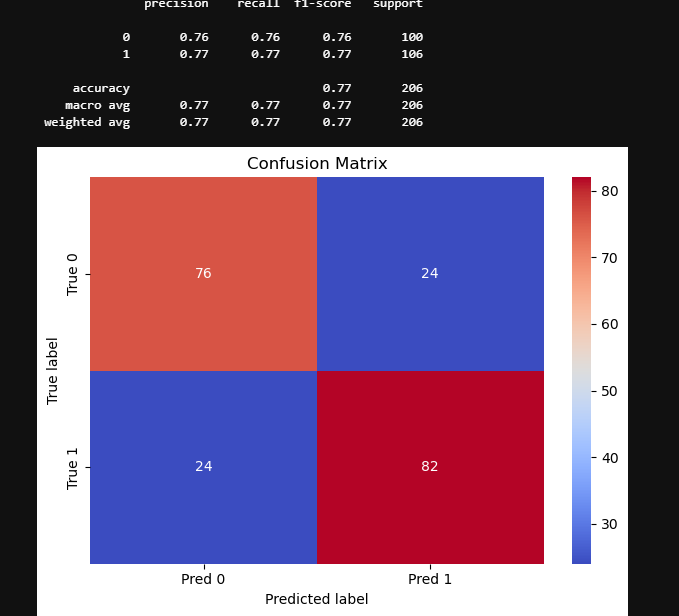 precision recall f1-score support
0 0.76 0.76 0.76 100
1 0.77 0.77 0.77 106
accuracy 0.77 206
macro avg 0.77 0.77 0.77 206
weighted avg 0.77 0.77 0.77 206
Confusion Matrix
True 0
76
24
80
70
60
50
40
30
True label
True 1
24
82
Pred 0
Pred 1
Predicted label